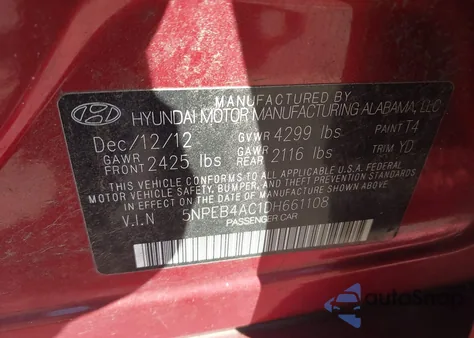 MANUFACTURED BY
HYUNDAI MOTOR MANUFACTURING ALABAMA, LLC
Dec/12/12 GVWR 4299 lbs PAINT T4
GAWR FRONT 2425 lbs GAWR REAR 2116 lbs TRIM YD
THIS VEHICLE CONFORMS TO ALL APPLICABLE U.S.A. FEDERAL
MOTOR VEHICLE SAFETY, BUMPER, AND THEFT PREVENTION STANDARDS
IN EFFECT ON THE DATE OF MANUFACTURE SHOWN ABOVE.
V.I.N 5NPEB4AC1DH661108
PASSENGER CAR
autoSnap